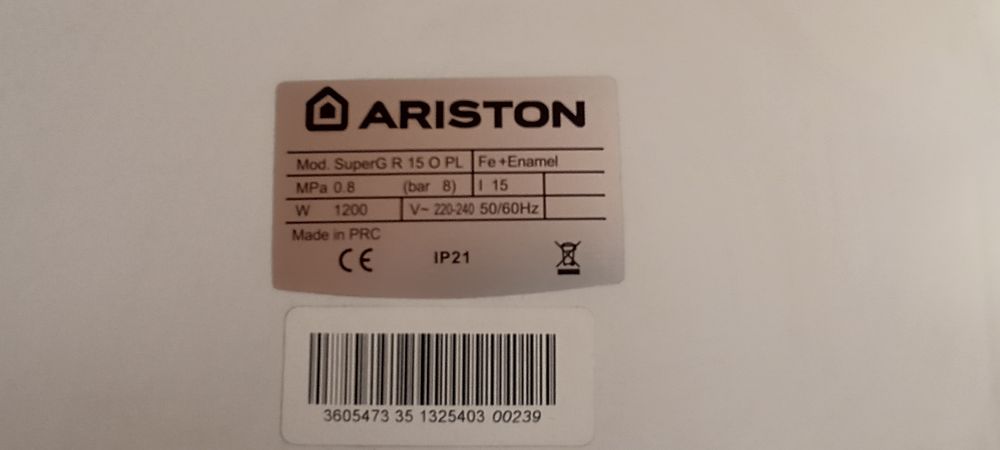 ARISTON
Mod. SuperG R 15 O PL Fe+Enamel
MPa 0.8 (bar 8) l 15
W 1200 V~ 220-240 50/60Hz
Made in PRC
CE IP21
3605473 35 1325403 00239